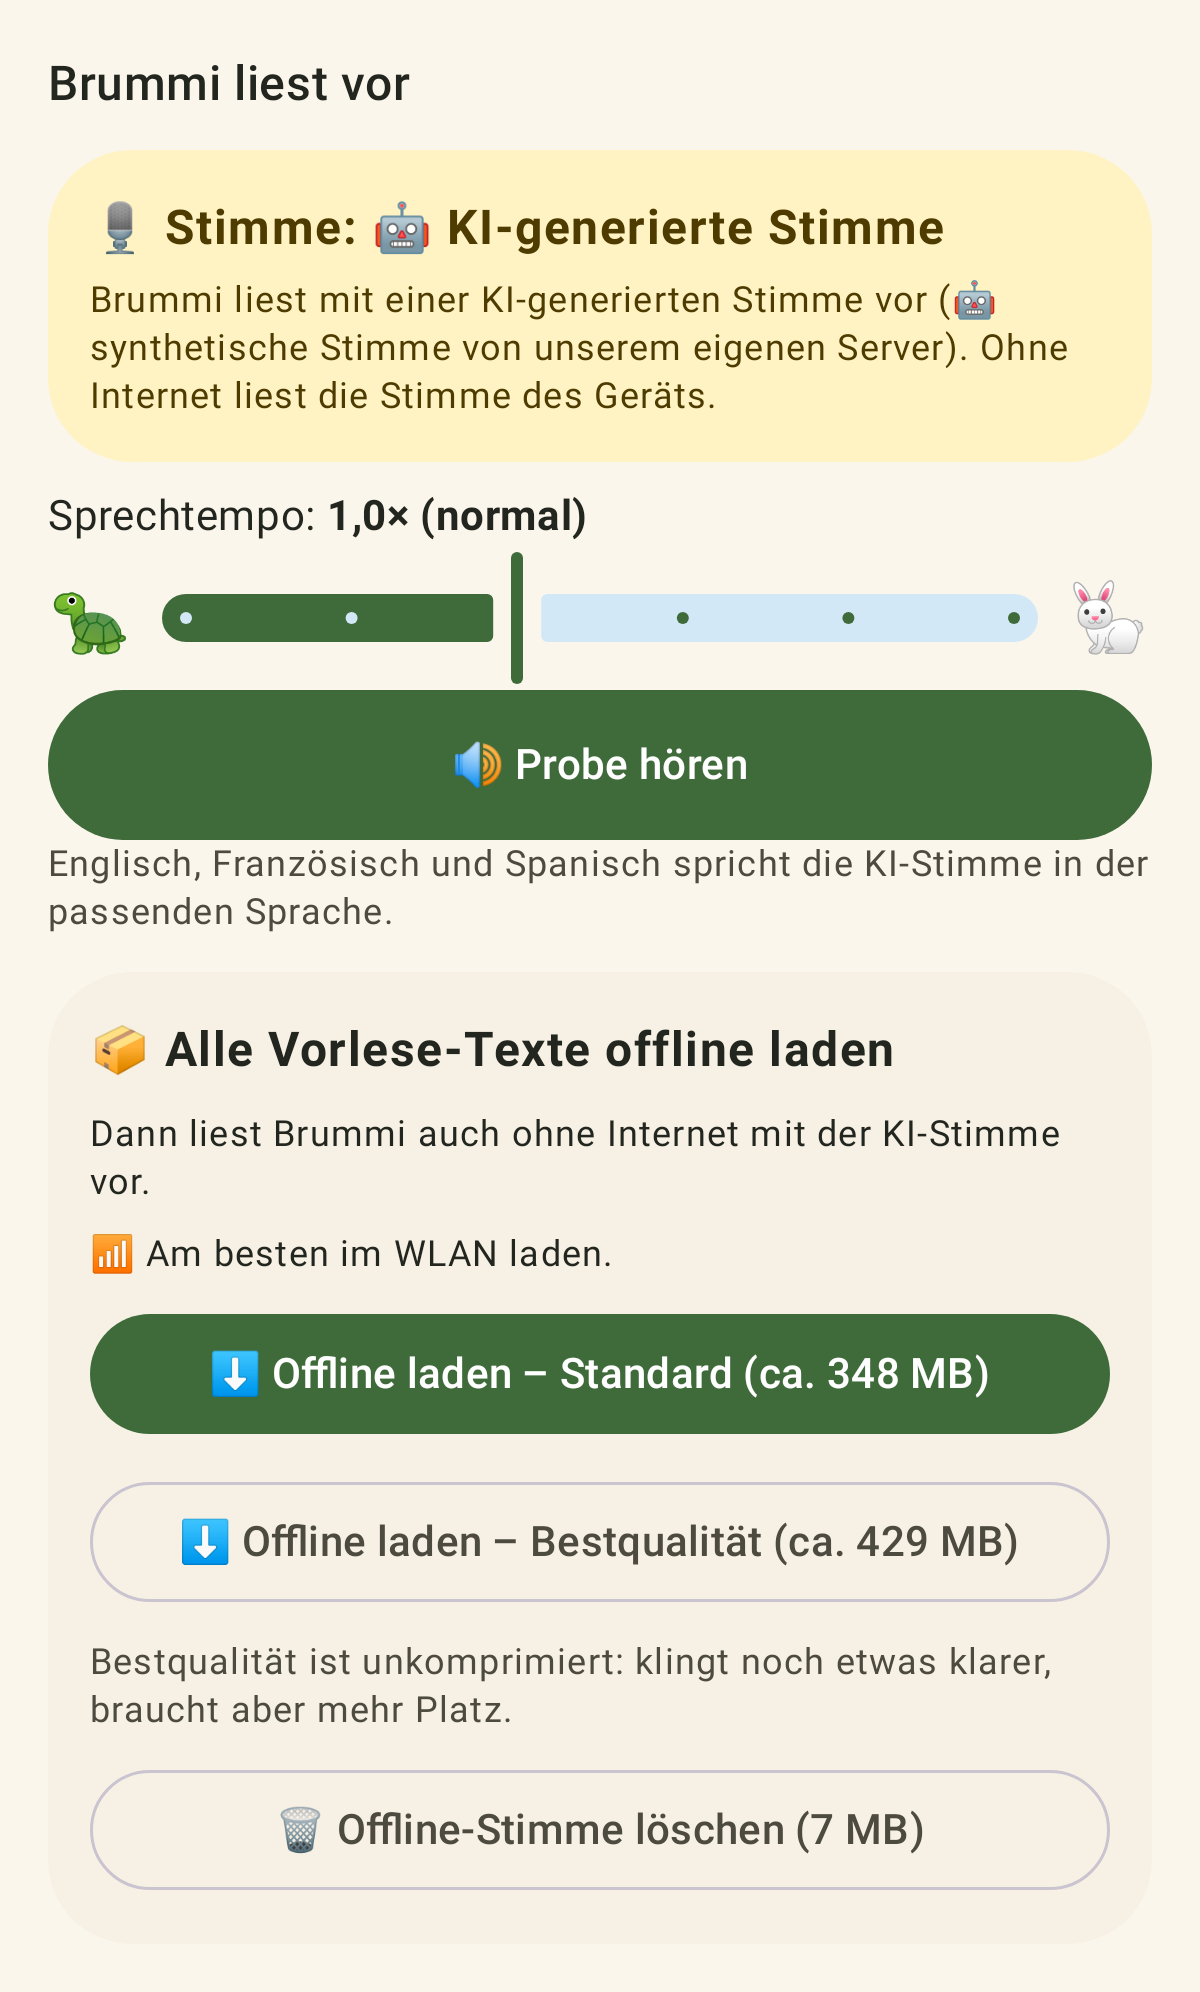 Brummi liest vor
🎙️ Stimme: 🤖 KI-generierte Stimme
Brummi liest mit einer KI-generierten Stimme vor (🤖
synthetische Stimme von unserem eigenen Server). Ohne
Internet liest die Stimme des Geräts.
Sprechtempo: 1,0× (normal)
🔊 Probe hören
Englisch, Französisch und Spanisch spricht die KI-Stimme in der
passenden Sprache.
📦 Alle Vorlese-Texte offline laden
Dann liest Brummi auch ohne Internet mit der KI-Stimme
vor.
📶 Am besten im WLAN laden.
⬇️ Offline laden – Standard (ca. 348 MB)
⬇️ Offline laden – Bestqualität (ca. 429 MB)
Bestqualität ist unkomprimiert: klingt noch etwas klarer,
braucht aber mehr Platz.
🗑️ Offline-Stimme löschen (7 MB)